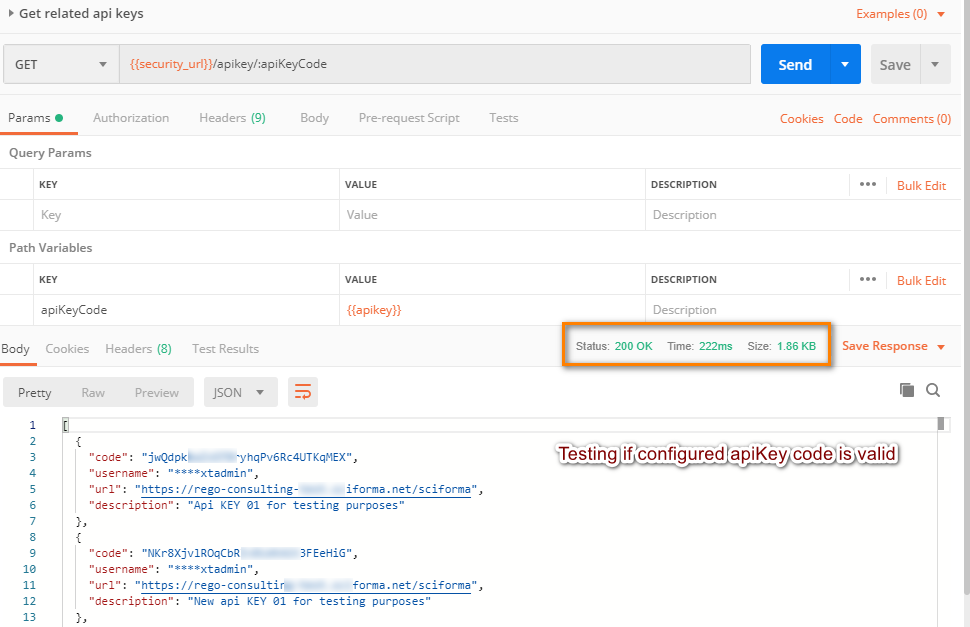 Get related api keys Examples (0)
GET {{security_url}}/apikey/:apiKeyCode Send Save
Params Authorization Headers (9) Body Pre-request Script Tests Cookies Code Comments (0)
Query Params
KEY VALUE DESCRIPTION ••• Bulk Edit
Key Value Description
Path Variables
KEY VALUE DESCRIPTION ••• Bulk Edit
apiKeyCode {{apikey}} Description
Body Cookies Headers (8) Test Results Status: 200 OK Time: 222ms Size: 1.86 KB Save Response
Pretty Raw Preview JSON
1 [
2 {
Testing if configured apiKey code is valid
3 "code": "jwQdpk yhqPv6Rc4UTKqMEX",
4 "username": "****xtadmin",
5 "url": "https://rego-consulting- iforma.net/sciforma",
6 "description": "Api KEY 01 for testing purposes"
7 },
8 {
9 "code": "NKr8XjvlROqCbR 3FEeHiG",
10 "username": "****xtadmin",
11 "url": "https://rego-consultin forma.net/sciforma",
12 "description": "New api KEY 01 for testing purposes"
13 },